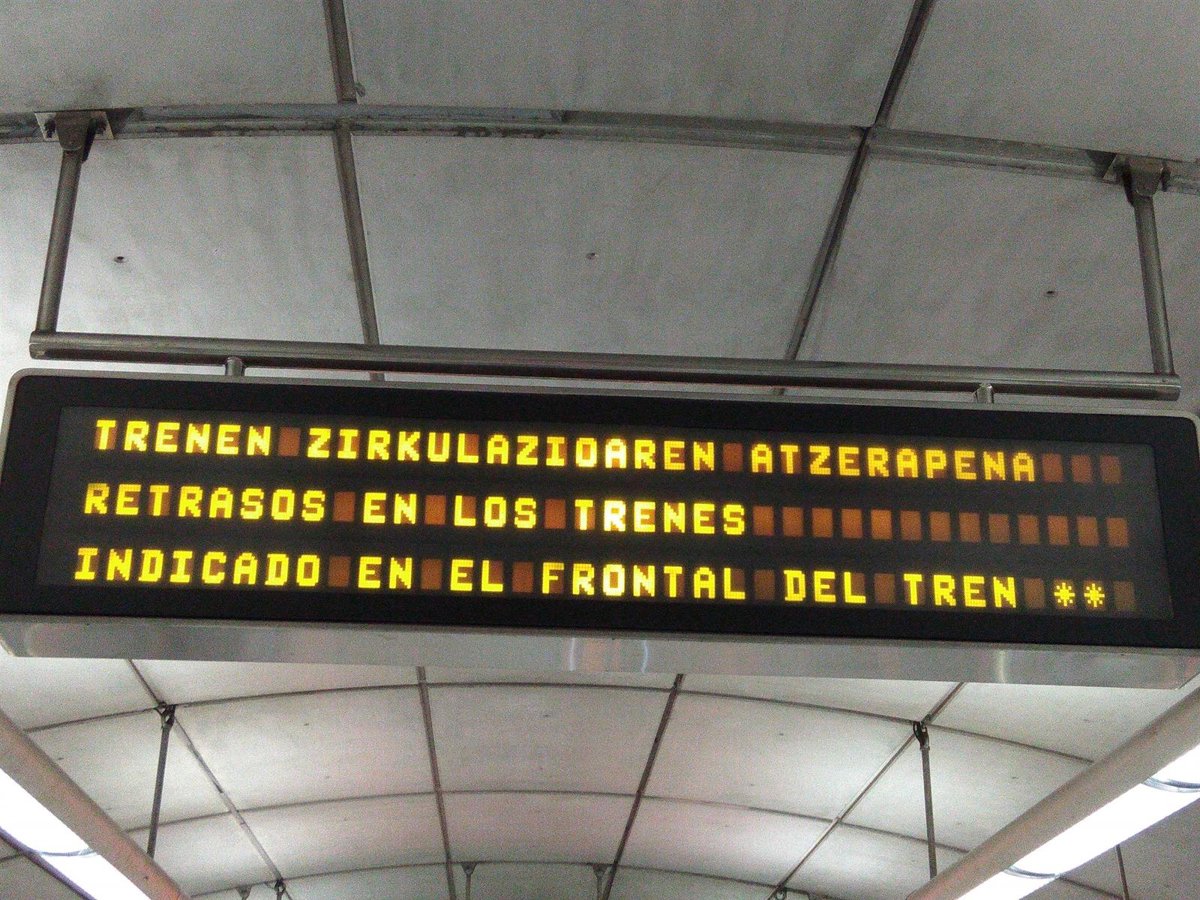 TRENEN ZIRKULAZIOAREN ATZERAPENA
RETRASOS EN LOS TRENES
INDICADO EN EL FRONTAL DEL TREN **